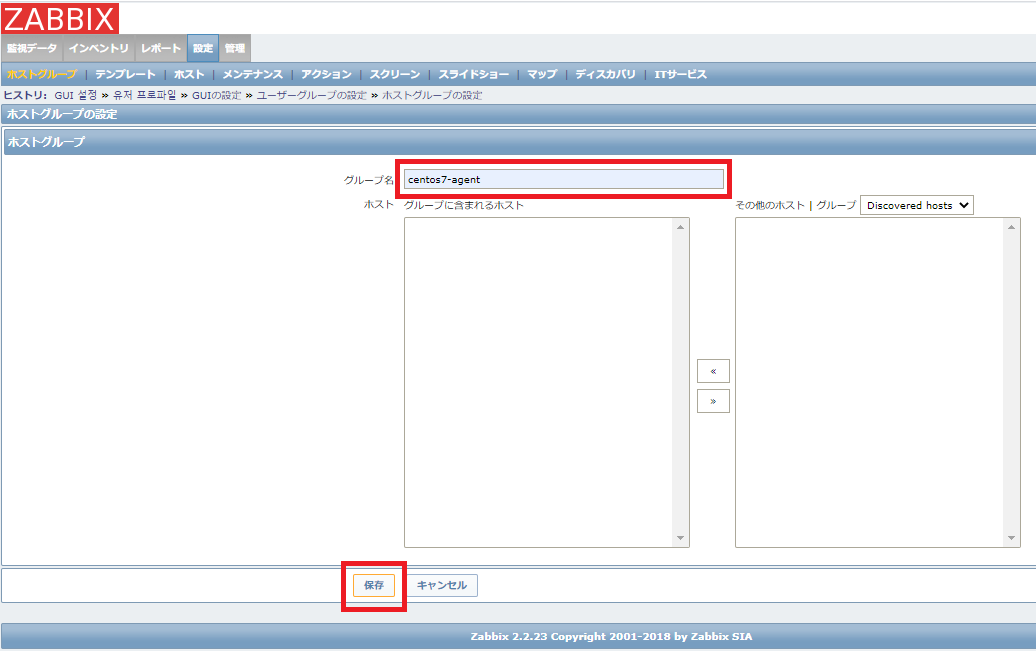 ZABBIX
監視データ インベントリ レポート 設定 管理
ホストグループ | テンプレート | ホスト | メンテナンス | アクション | スクリーン | スライドショー | マップ | ディスカバリ | ITサービス
ヒストリ: GUI 설정 » 유저 프로파일 » GUIの設定 » ユーザーグループの設定 » ホストグループの設定
ホストグループの設定
ホストグループ
グループ名 centos7-agent
ホスト グループに含まれるホスト その他のホスト | グループ Discovered hosts
«
»
保存 キャンセル
Zabbix 2.2.23 Copyright 2001-2018 by Zabbix SIA